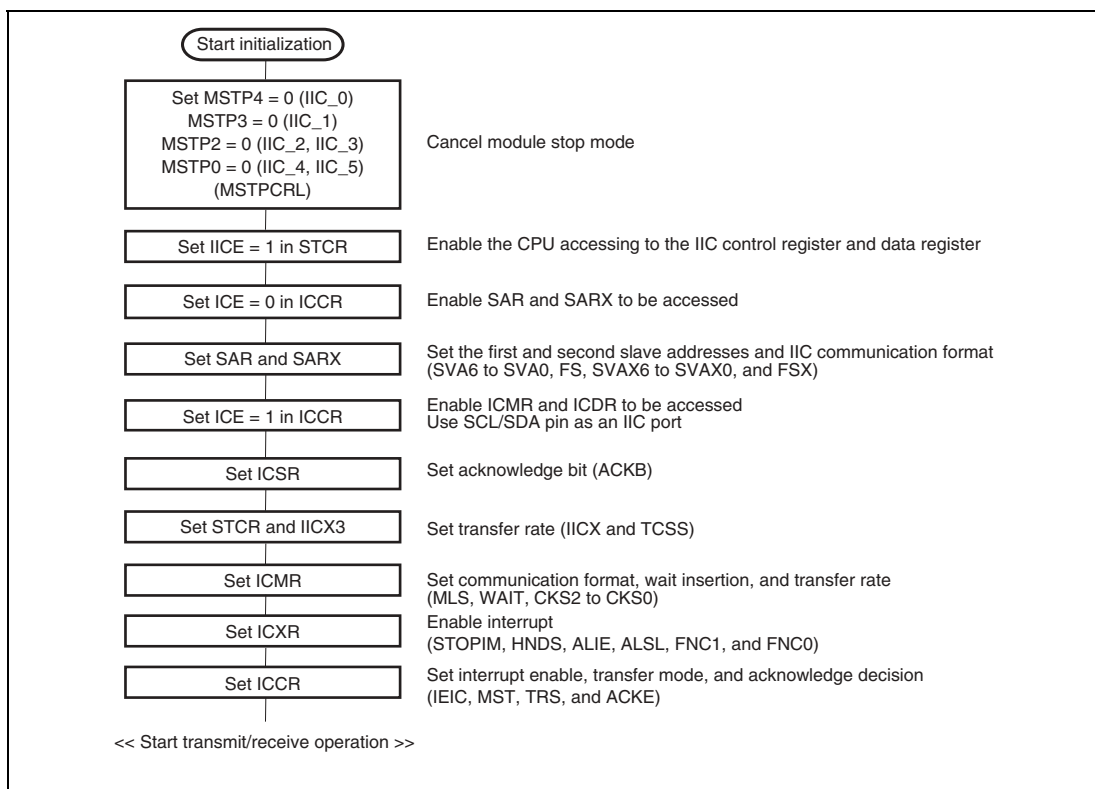 Start initialization
Set MSTP4 = 0 (IIC_0)
MSTP3 = 0 (IIC_1)
MSTP2 = 0 (IIC_2, IIC_3)
MSTP0 = 0 (IIC_4, IIC_5)
(MSTPCRL)
Cancel module stop mode
Set IICE = 1 in STCR
Enable the CPU accessing to the IIC control register and data register
Set ICE = 0 in ICCR
Enable SAR and SARX to be accessed
Set SAR and SARX
Set the first and second slave addresses and IIC communication format
(SVA6 to SVA0, FS, SVAX6 to SVAX0, and FSX)
Set ICE = 1 in ICCR
Enable ICMR and ICDR to be accessed
Use SCL/SDA pin as an IIC port
Set ICSR
Set acknowledge bit (ACKB)
Set STCR and IICX3
Set transfer rate (IICX and TCSS)
Set ICMR
Set communication format, wait insertion, and transfer rate
(MLS, WAIT, CKS2 to CKS0)
Set ICXR
Enable interrupt
(STOPIM, HNDS, ALIE, ALSL, FNC1, and FNC0)
Set ICCR
Set interrupt enable, transfer mode, and acknowledge decision
(IEIC, MST, TRS, and ACKE)
<< Start transmit/receive operation >>